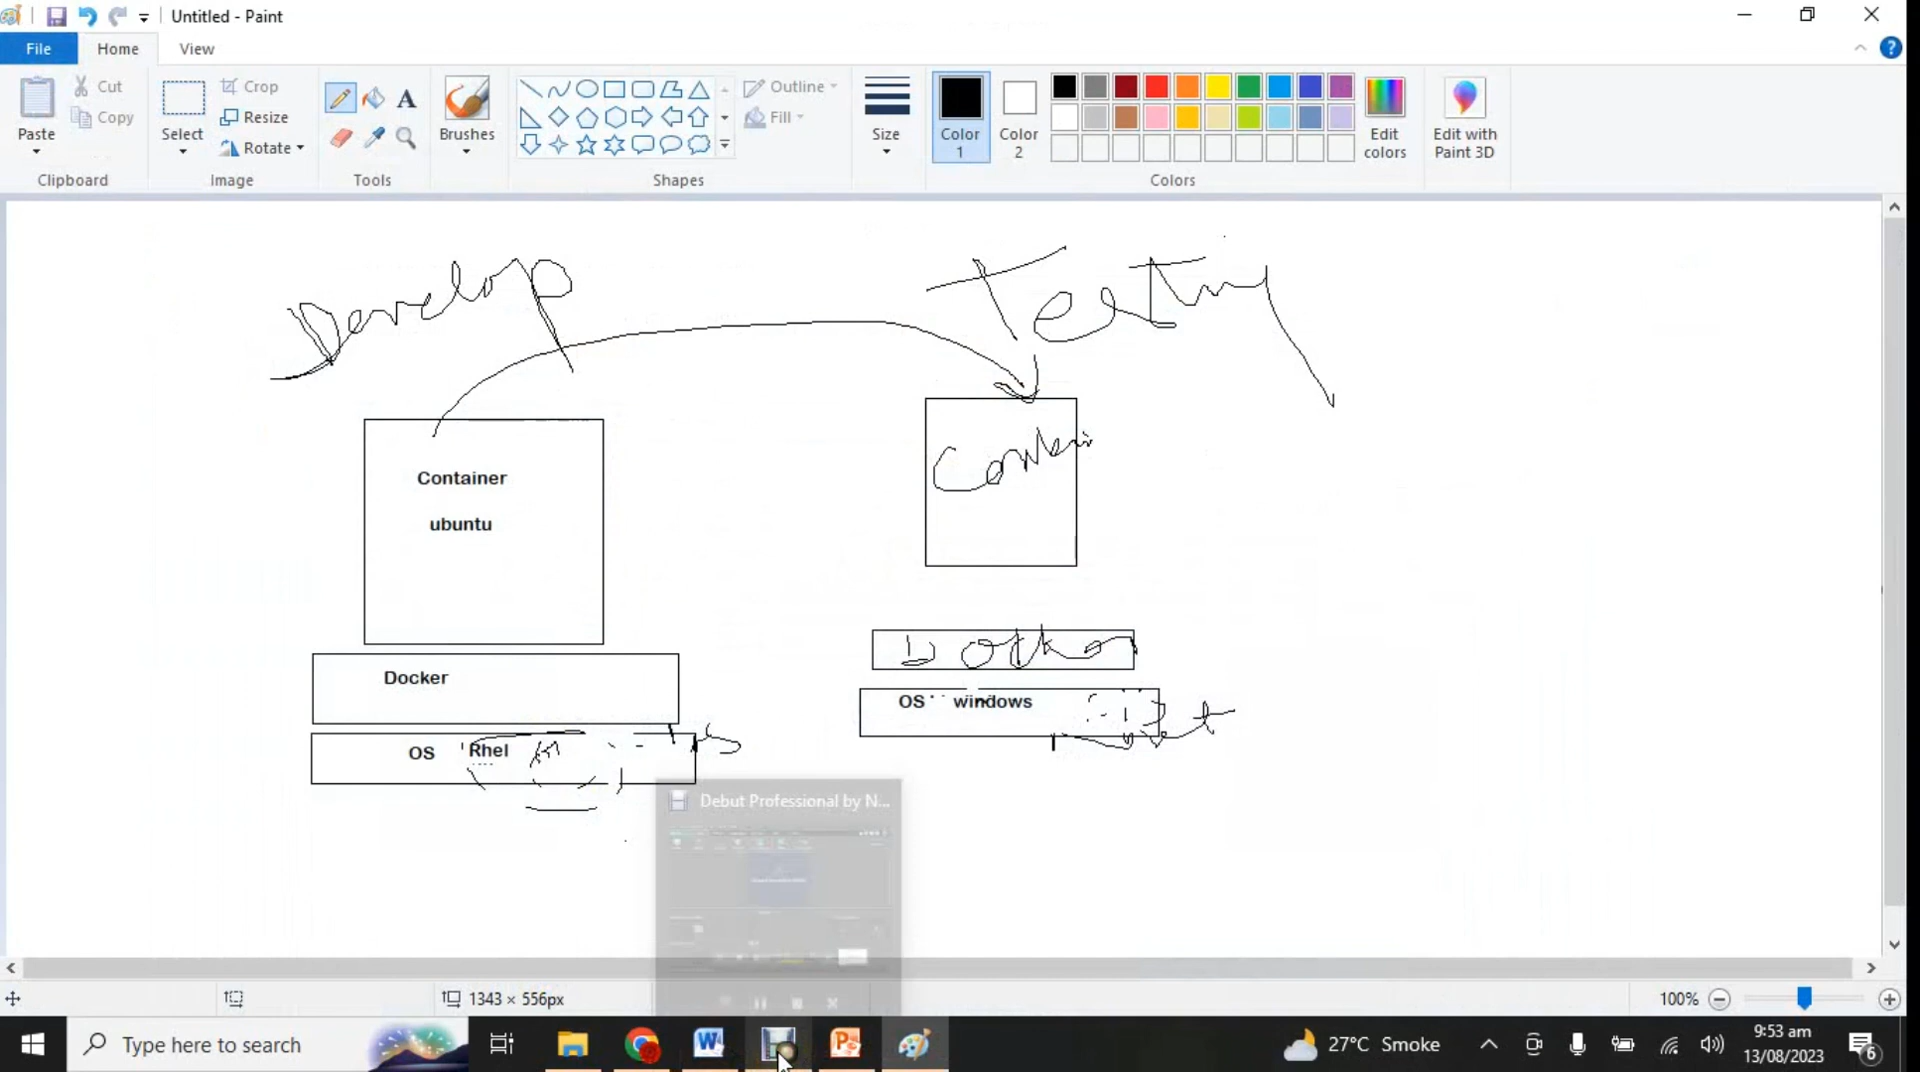 Untitled - Paint
File
Home
View
Cut
Copy
Paste
Clipboard
Select
Crop
Resize
Rotate
Image
A
Tools
Brushes
Shapes
Outline
Fill
Size
Color
1
Color
2
Colors
Edit
colors
Edit with
Paint 3D
Develop
Testing
Container
ubuntu
Docker
OS
Rhel
OS
windows
Debut Professional by N...
1343 × 556px
100%
Type here to search
27°C Smoke
9:53 am
13/08/2023
6